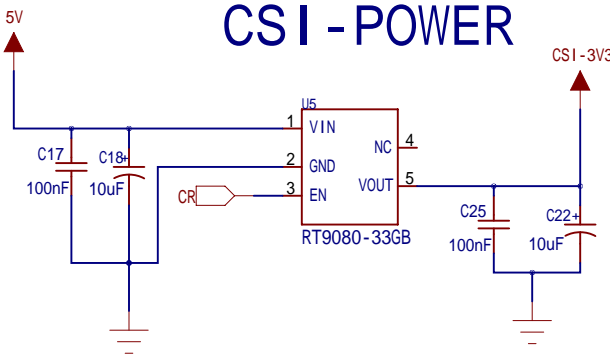 CSI-POWER
5V
CSI-3V3
U5
1 VIN
NC 4
C17
C18+
2 GND
VOUT 5
100nF
10uF
CR
3 EN
C25
C22+
RT9080-33GB
100nF
10uF